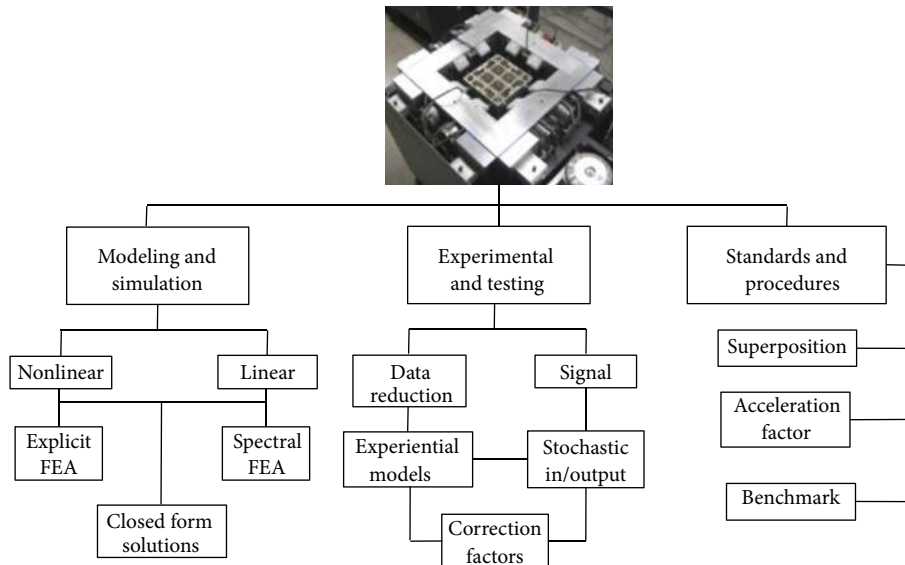 Modeling and
simulation
Experimental
and testing
Standards and
procedures
Nonlinear
Linear
Explicit
FEA
Spectral
FEA
Closed form
solutions
Data
reduction
Signal
Experiential
models
Stochastic
in/output
Correction
factors
Superposition
Acceleration
factor
Benchmark